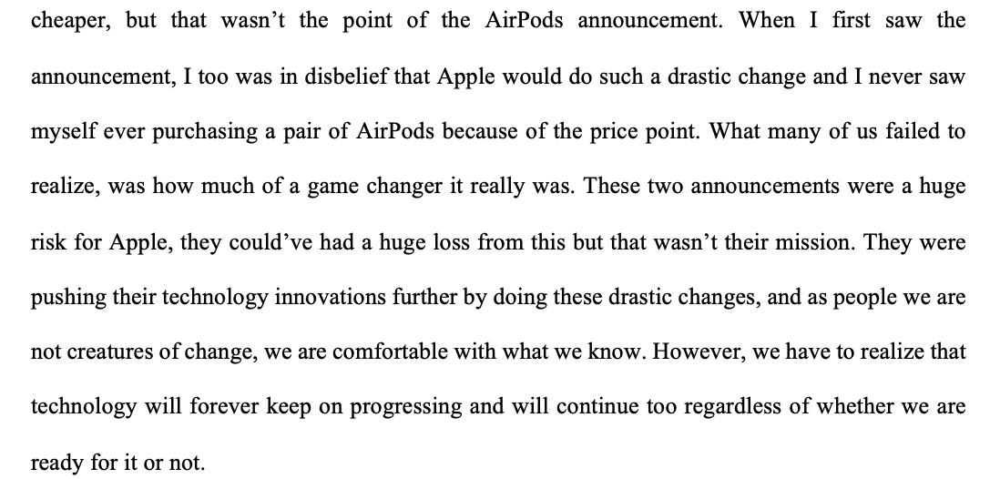 cheaper, but that wasn’t the point of the AirPods announcement. When I first saw the
announcement, I too was in disbelief that Apple would do such a drastic change and I never saw
myself ever purchasing a pair of AirPods because of the price point. What many of us failed to
realize, was how much of a game changer it really was. These two announcements were a huge
risk for Apple, they could’ve had a huge loss from this but that wasn’t their mission. They were
pushing their technology innovations further by doing these drastic changes, and as people we are
not creatures of change, we are comfortable with what we know. However, we have to realize that
technology will forever keep on progressing and will continue too regardless of whether we are
ready for it or not.